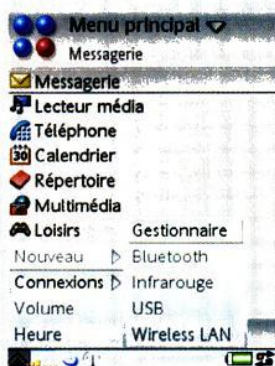 Menu principal
Messagerie
Messagerie
Lecteur média
Téléphone
30 Calendrier
Répertoire
Multimédia
Loisirs Gestionnaire
Nouveau Bluetooth
Connexions Infrarouge
Volume USB
Heure Wireless LAN